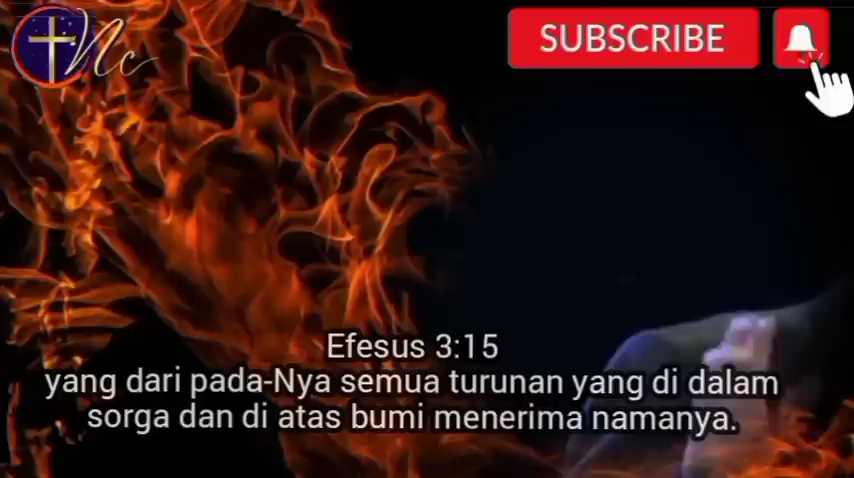 Nc
SUBSCRIBE
Efesus 3:15
yang dari pada-Nya semua turunan yang di dalam
sorga dan di atas bumi menerima namanya.